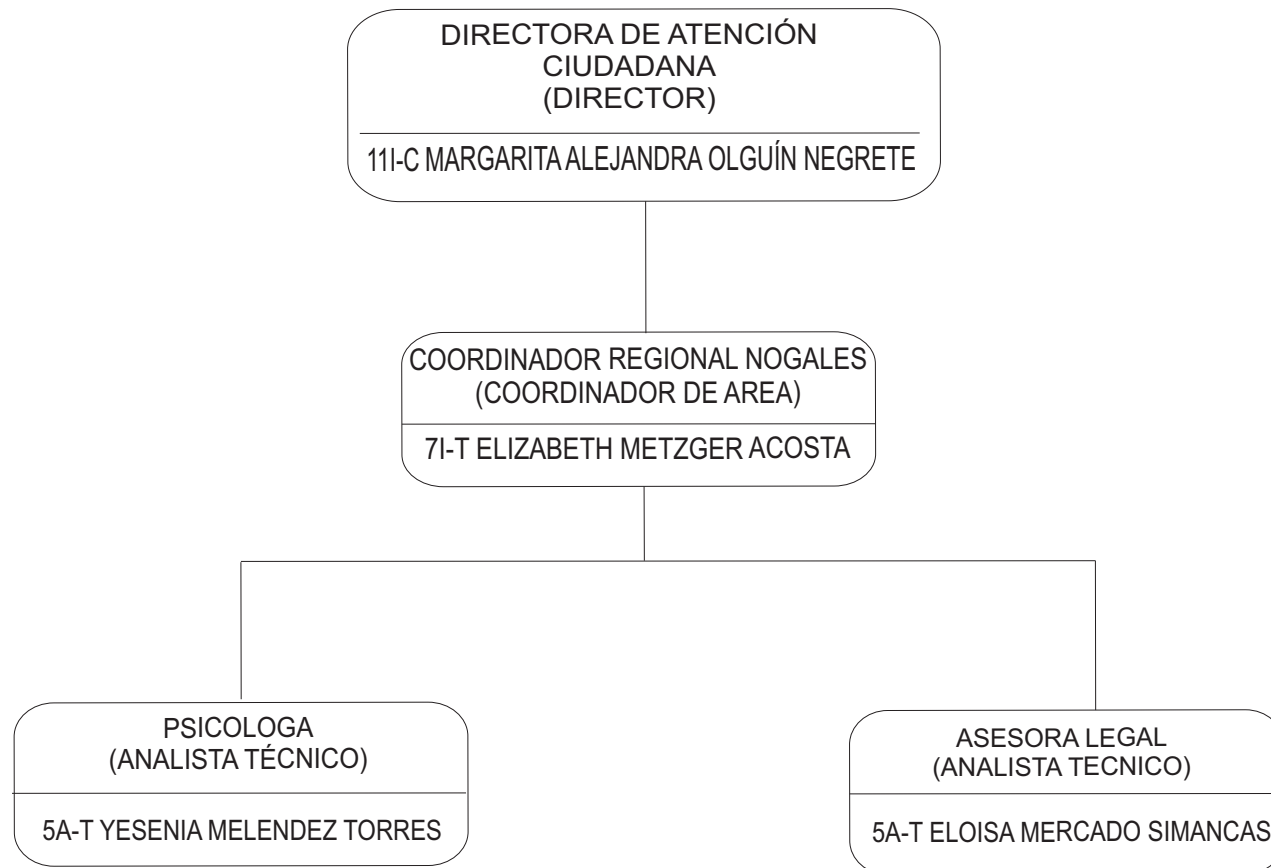 DIRECTORA DE ATENCIÓN
CIUDADANA
(DIRECTOR)
11I-C MARGARITA ALEJANDRA OLGUÍN NEGRETE
COORDINADOR REGIONAL NOGALES
(COORDINADOR DE AREA)
7I-T ELIZABETH METZGER ACOSTA
PSICOLOGA
(ANALISTA TÉCNICO)
5A-T YESENIA MELENDEZ TORRES
ASESORA LEGAL
(ANALISTA TECNICO)
5A-T ELOISA MERCADO SIMANCAS